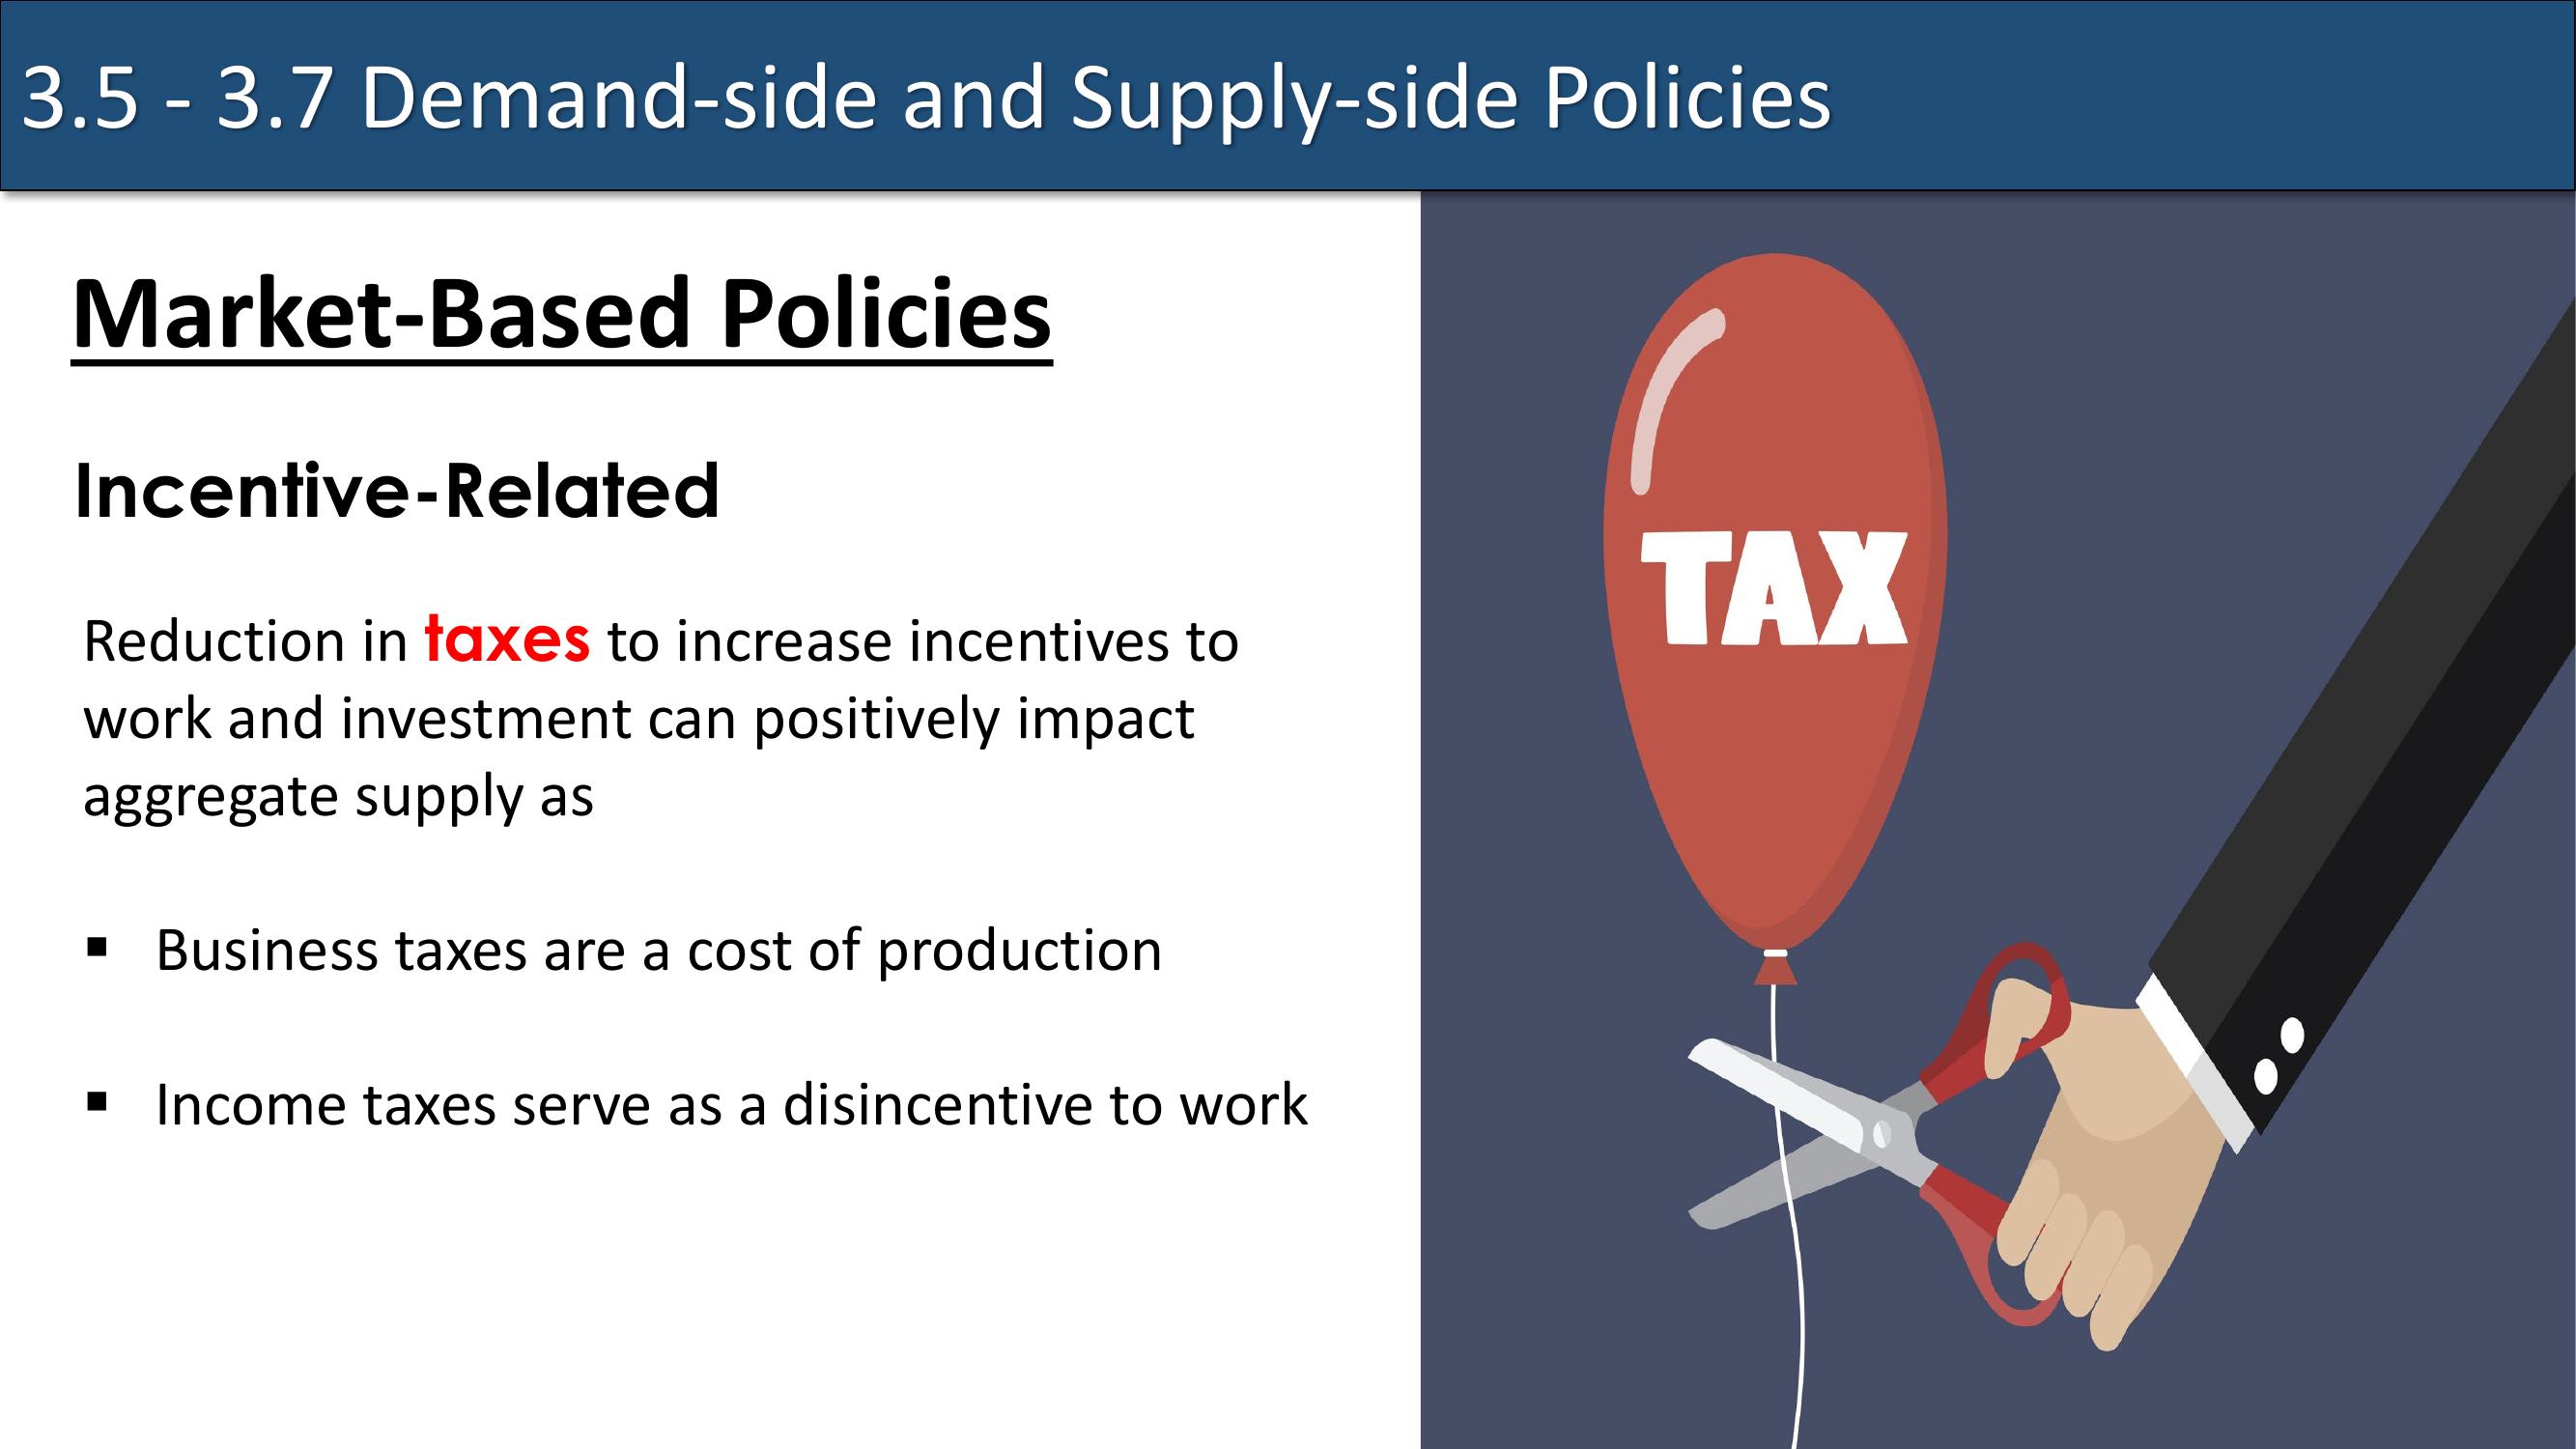 3.5 - 3.7 Demand-side and Supply-side Policies
Market-Based Policies
Incentive-Related
Reduction in taxes to increase incentives to
work and investment can positively impact
aggregate supply as
▪ Business taxes are a cost of production
▪ Income taxes serve as a disincentive to work
TAX